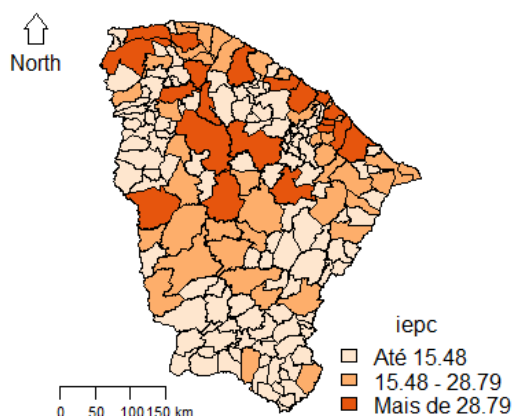 North
iepc
Até 15.48
15.48 - 28.79
Mais de 28.79
0 50 100 150 km